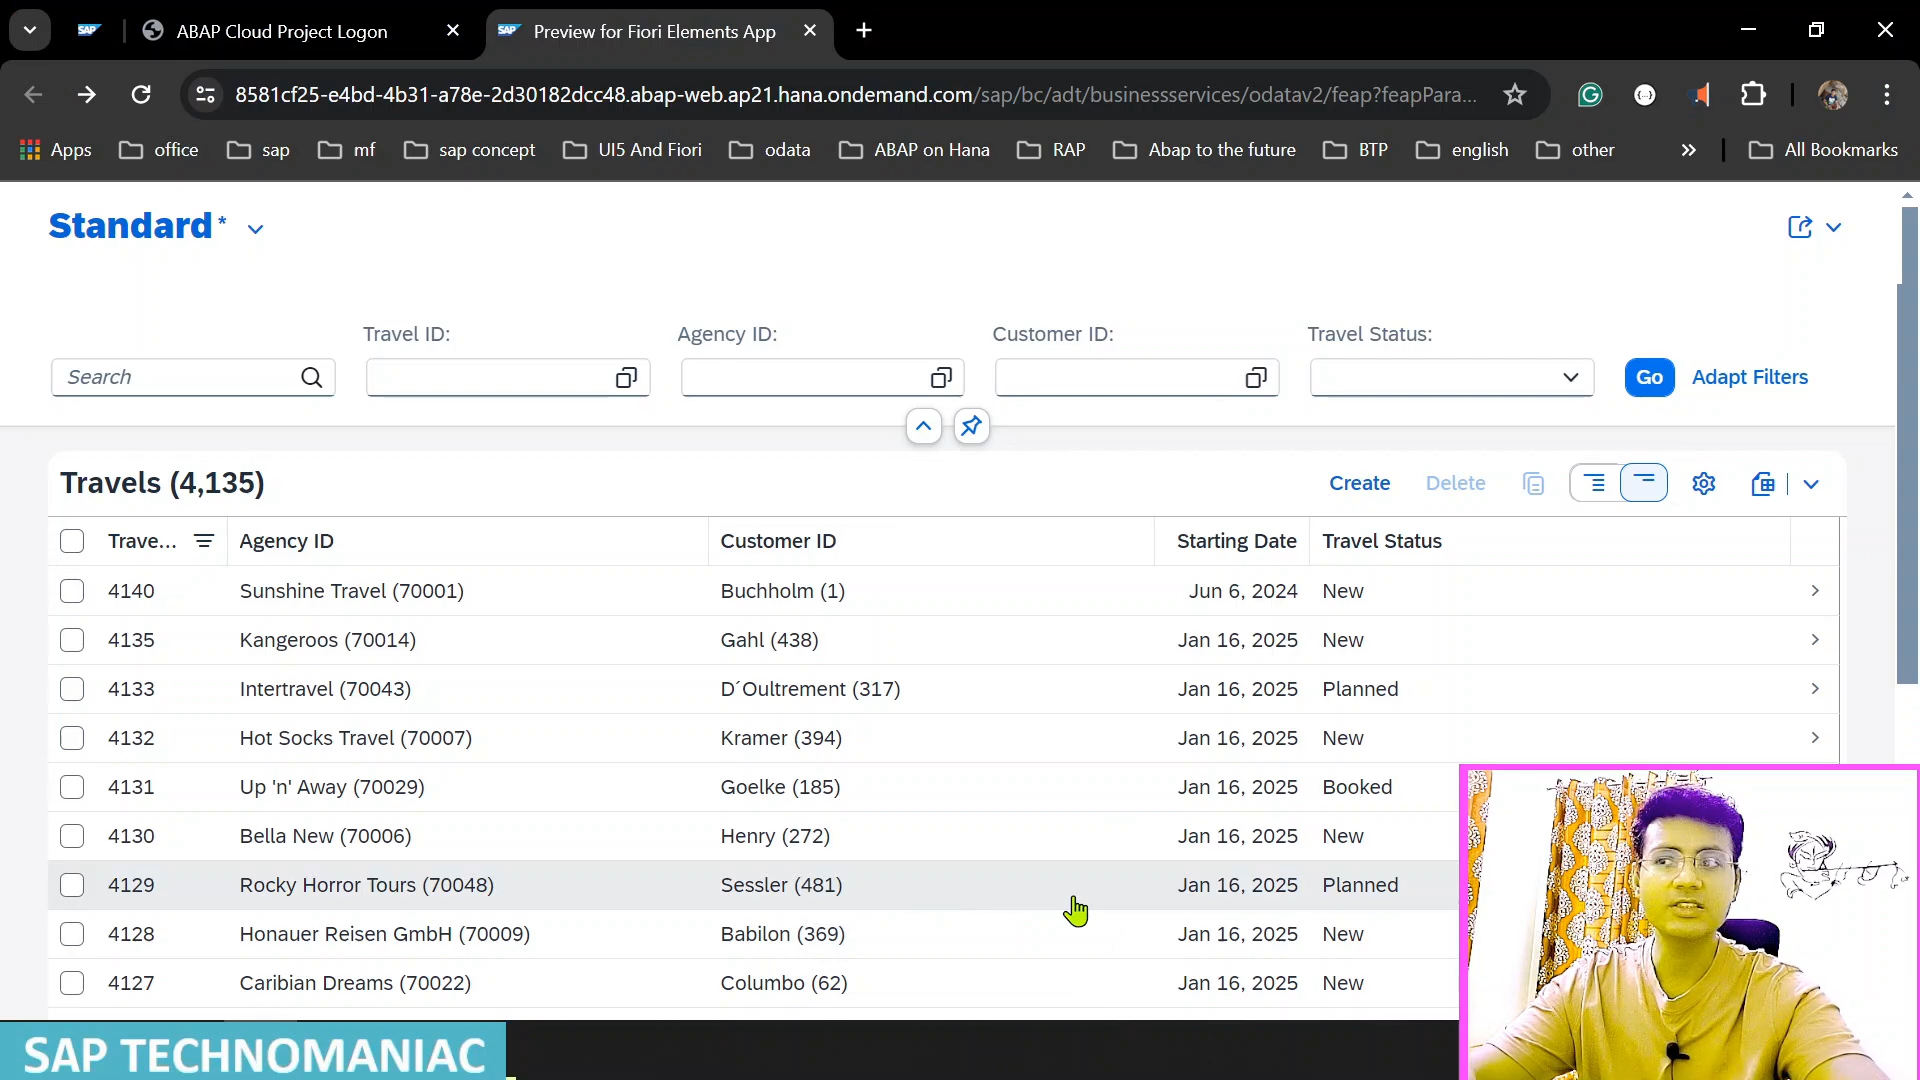 SAP ABAP Cloud Project Logon SAP Preview for Fiori Elements App
8581cf25-e4bd-4b31-a78e-2d30182dcc48.abap-web.ap21.hana.ondemand.com/sap/bc/adt/businessservices/odatav2/feap?feapPara...
Apps office sap mf sap concept UI5 And Fiori odata ABAP on Hana RAP Abap to the future BTP english other » All Bookmarks
Standard *
Travel ID: Agency ID: Customer ID: Travel Status:
Search Go Adapt Filters
Travels (4,135) Create Delete
Trave... Agency ID Customer ID Starting Date Travel Status
4140 Sunshine Travel (70001) Buchholm (1) Jun 6, 2024 New
4135 Kangeroos (70014) Gahl (438) Jan 16, 2025 New
4133 Intertravel (70043) D´Oultrement (317) Jan 16, 2025 Planned
4132 Hot Socks Travel (70007) Kramer (394) Jan 16, 2025 New
4131 Up 'n' Away (70029) Goelke (185) Jan 16, 2025 Booked
4130 Bella New (70006) Henry (272) Jan 16, 2025 New
4129 Rocky Horror Tours (70048) Sessler (481) Jan 16, 2025 Planned
4128 Honauer Reisen GmbH (70009) Babilon (369) Jan 16, 2025 New
4127 Caribian Dreams (70022) Columbo (62) Jan 16, 2025 New
SAP TECHNOMANIAC